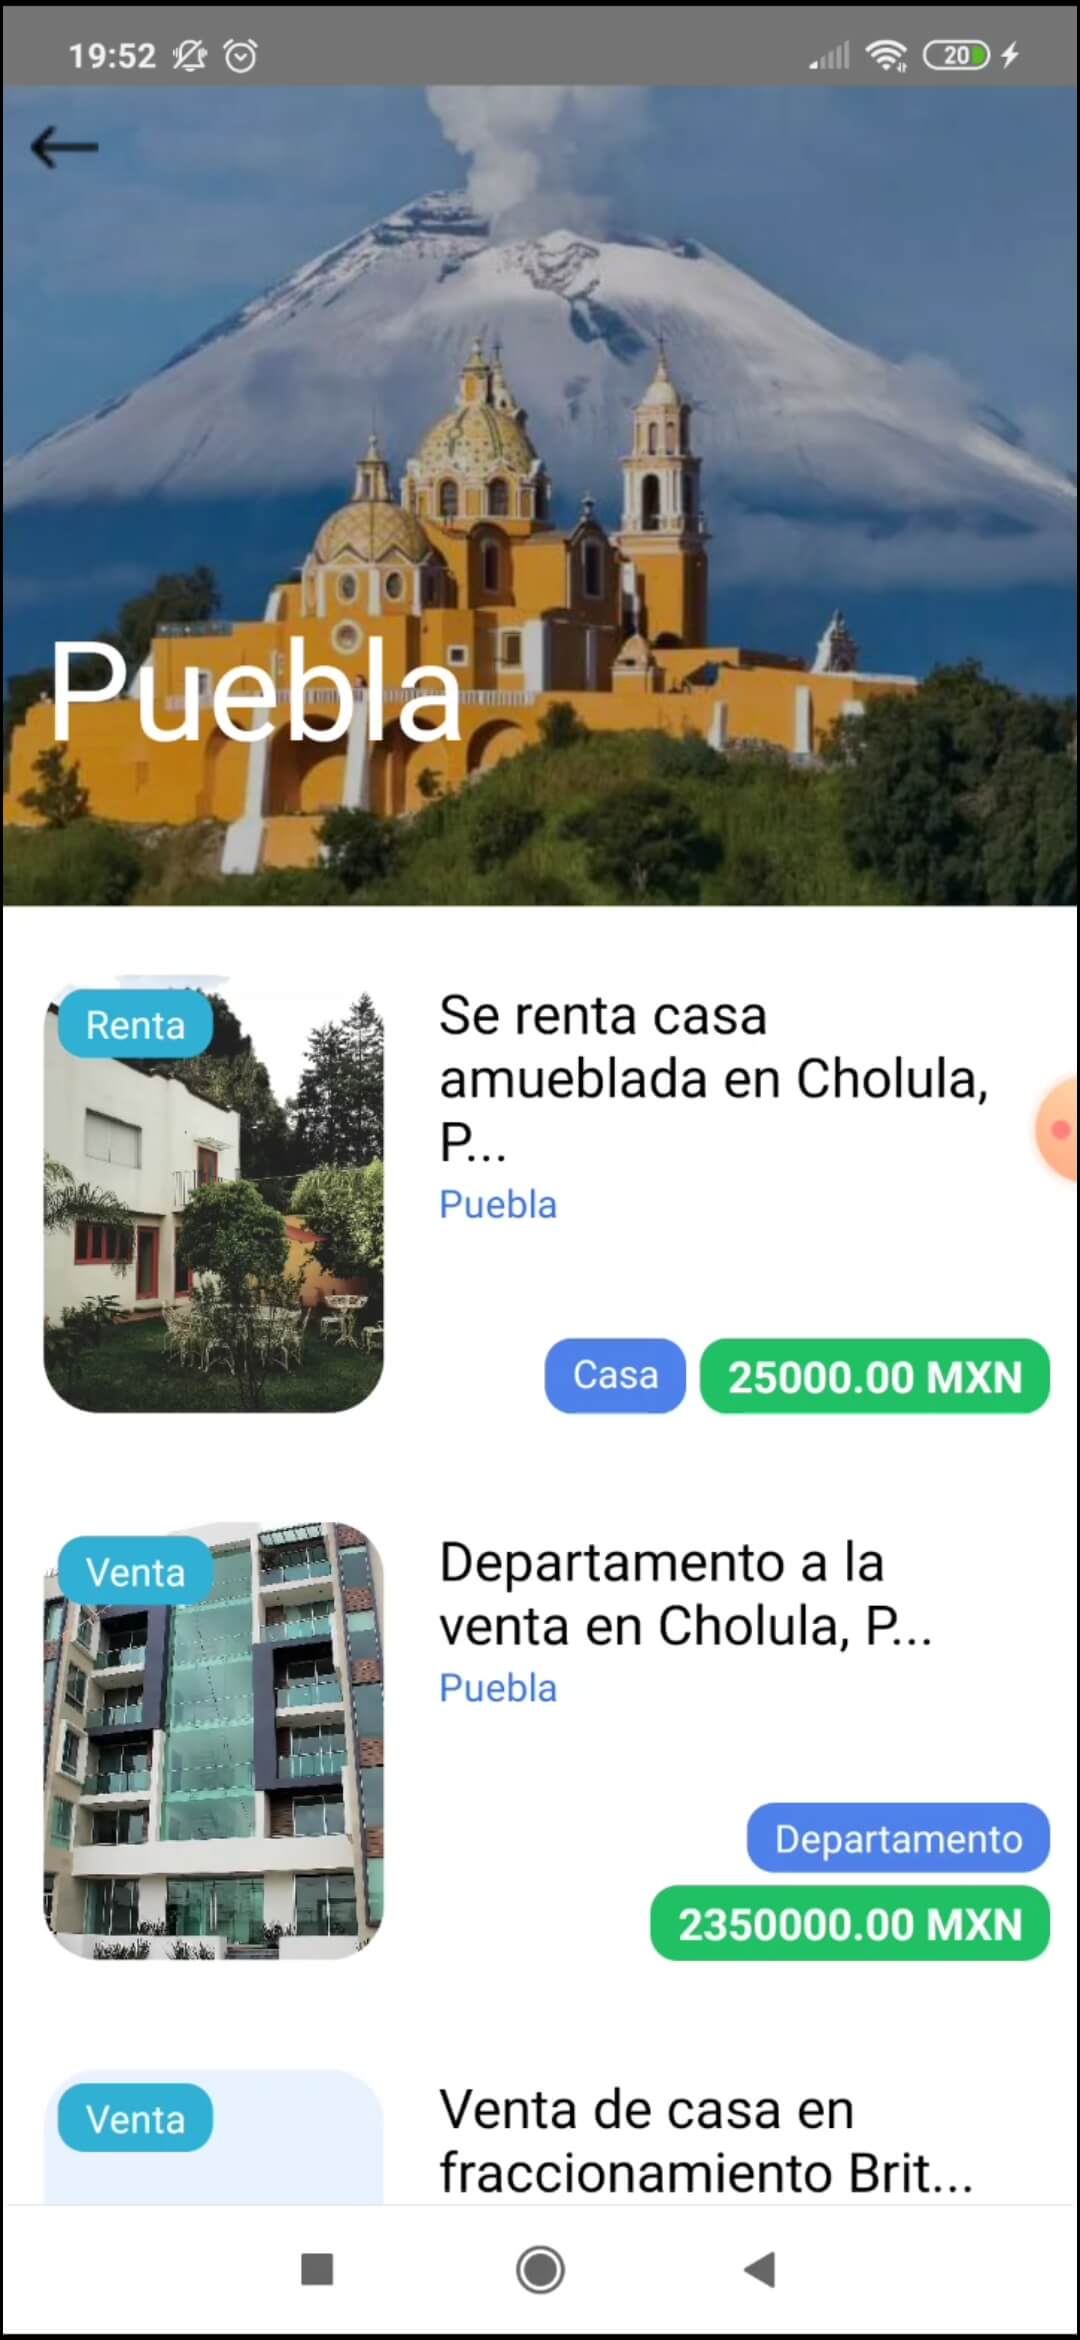 19:52
20
Puebla
Renta
Se renta casa
amueblada en Cholula,
P...
Puebla
Casa
25000.00 MXN
Venta
Departamento a la
venta en Cholula, P...
Puebla
Departamento
2350000.00 MXN
Venta
Venta de casa en
fraccionamiento Brit...